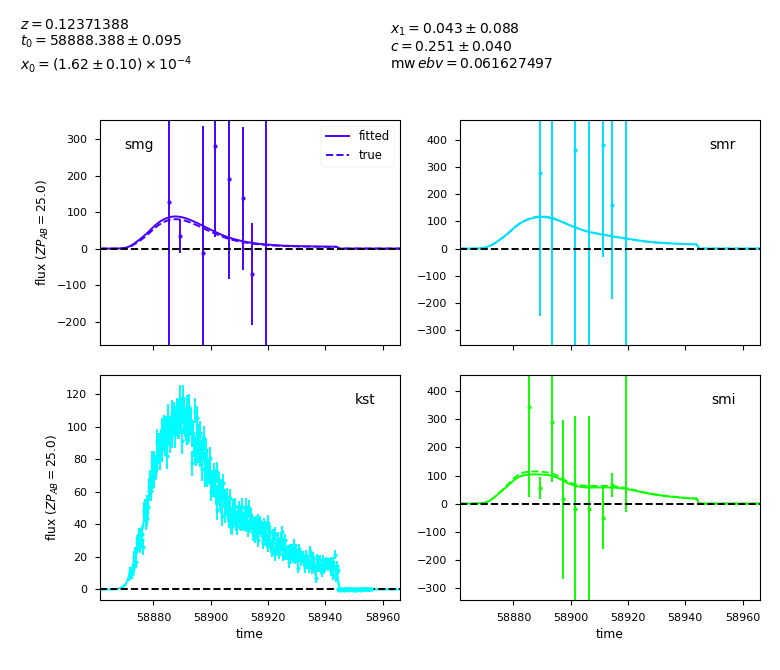 z = 0.12371388
t₀ = 58888.388 ± 0.095
x₀ = (1.62 ± 0.10) × 10⁻⁴
x₁ = 0.043 ± 0.088
c = 0.251 ± 0.040
mw ebv = 0.061627497
smg
fitted
true
300
200
100
0
−100
−200
flux (ZP_AB = 25.0)
smr
400
300
200
100
0
−100
−200
−300
kst
120
100
80
60
40
20
0
flux (ZP_AB = 25.0)
58880 58900 58920 58940 58960
time
smi
400
300
200
100
0
−100
−200
−300
58880 58900 58920 58940 58960
time